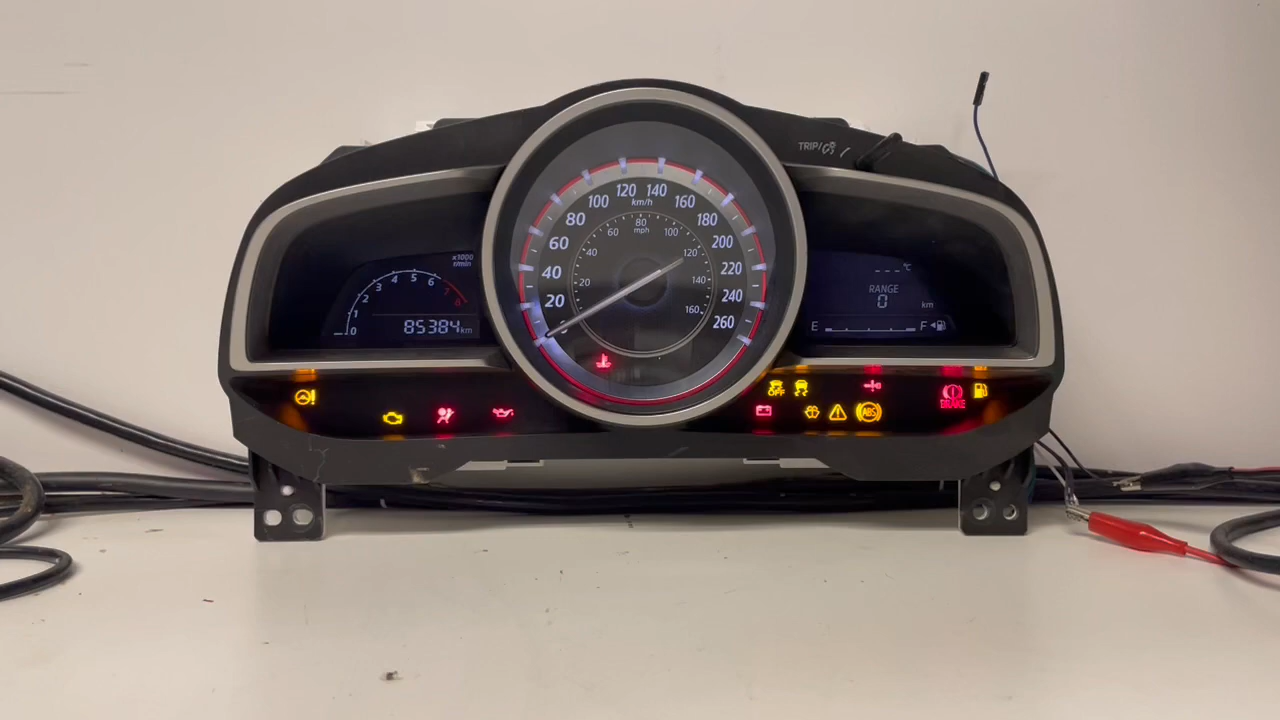 TRIP/
120 140
100 km/h 160
80 80 180
mph
60 100
60 40 120 200
x1000
r/min
40 20 140 220
20 160 240
260
4 5 6
3 7
2 8
1
0
85384km
---°C
RANGE
0 km
E F
OFF
ABS
BRAKE